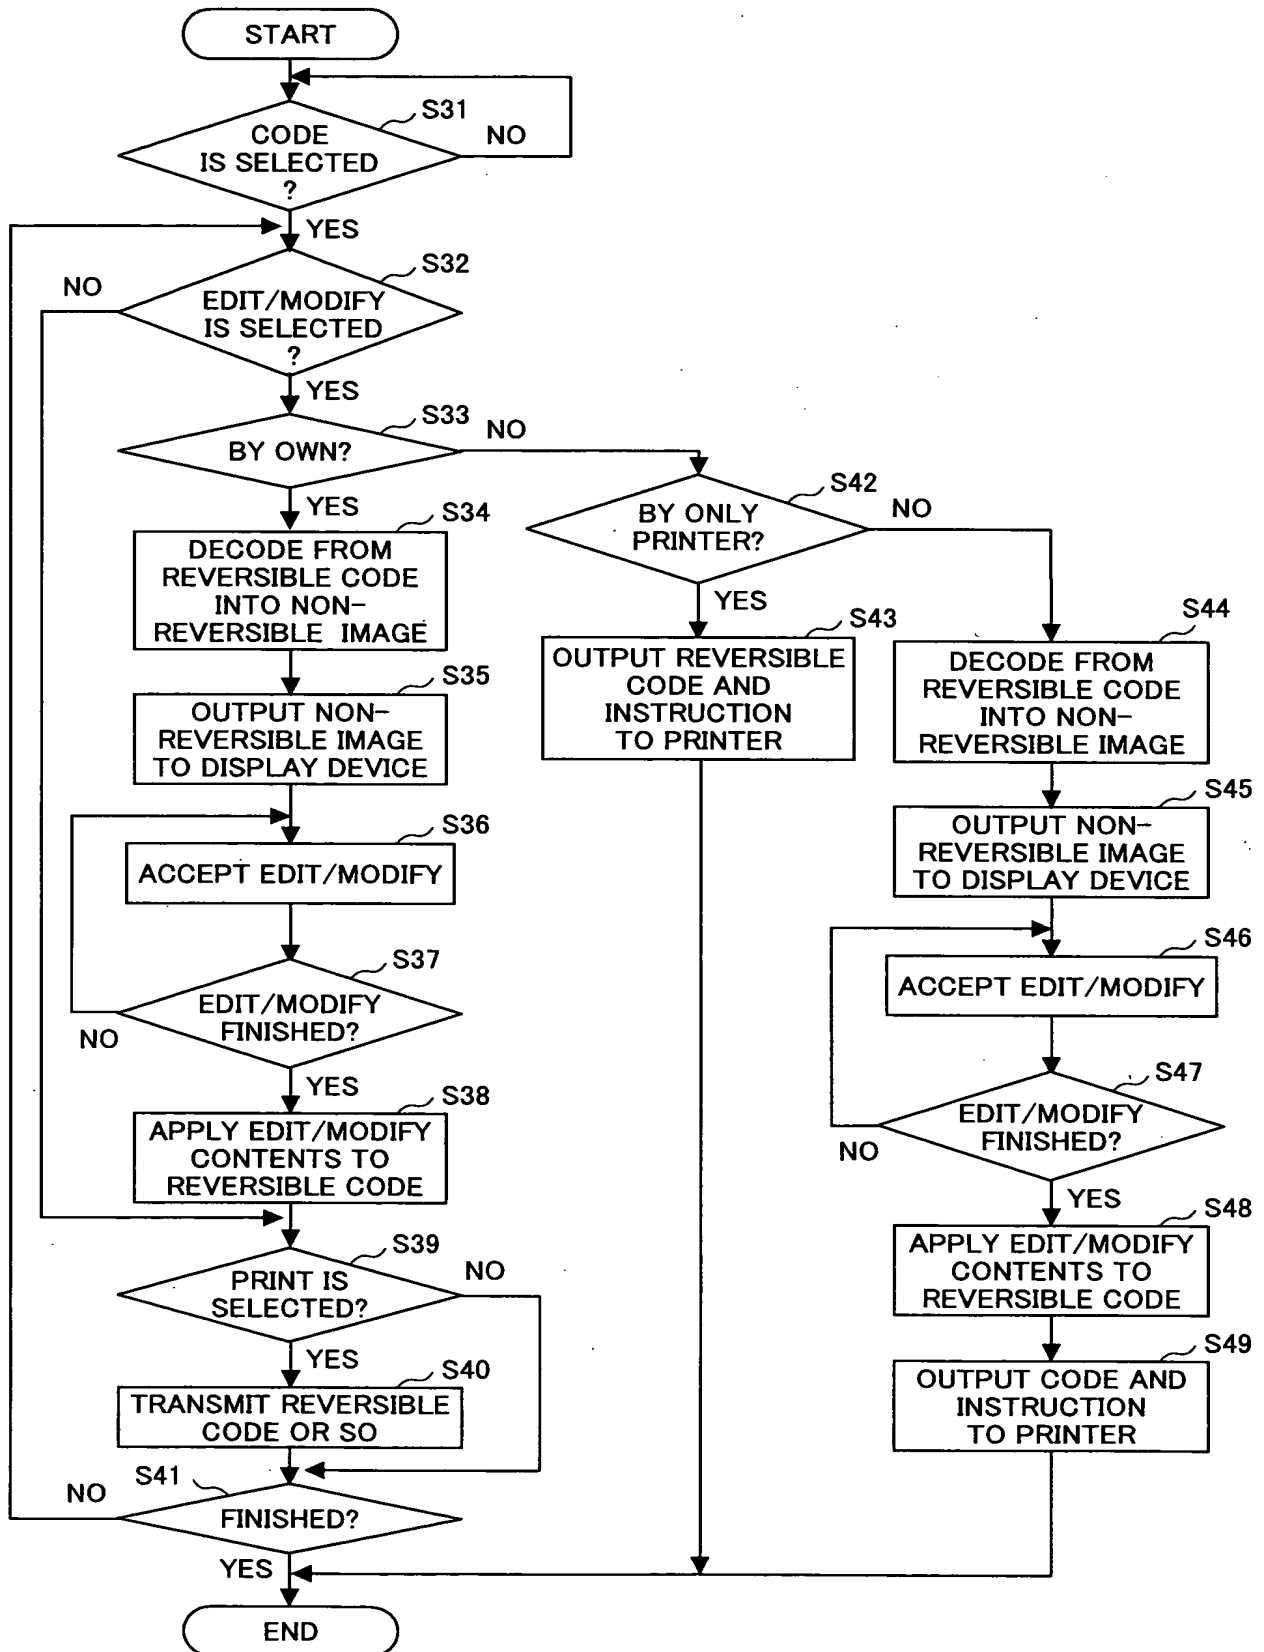 START
S31
CODE
IS SELECTED
?
NO
YES
S32
NO
EDIT/MODIFY
IS SELECTED
?
YES
S33
BY OWN?
NO
YES
S34
DECODE FROM
REVERSIBLE CODE
INTO NON-
REVERSIBLE IMAGE
S35
OUTPUT NON-
REVERSIBLE IMAGE
TO DISPLAY DEVICE
S36
ACCEPT EDIT/MODIFY
S37
EDIT/MODIFY
FINISHED?
NO
YES
S38
APPLY EDIT/MODIFY
CONTENTS TO
REVERSIBLE CODE
S39
PRINT IS
SELECTED?
NO
YES
S40
TRANSMIT REVERSIBLE
CODE OR SO
S41
NO
FINISHED?
YES
END
S42
BY ONLY
PRINTER?
NO
YES
S43
OUTPUT REVERSIBLE
CODE AND
INSTRUCTION
TO PRINTER
S44
DECODE FROM
REVERSIBLE CODE
INTO NON-
REVERSIBLE IMAGE
S45
OUTPUT NON-
REVERSIBLE IMAGE
TO DISPLAY DEVICE
S46
ACCEPT EDIT/MODIFY
S47
EDIT/MODIFY
FINISHED?
NO
YES
S48
APPLY EDIT/MODIFY
CONTENTS TO
REVERSIBLE CODE
S49
OUTPUT CODE AND
INSTRUCTION
TO PRINTER